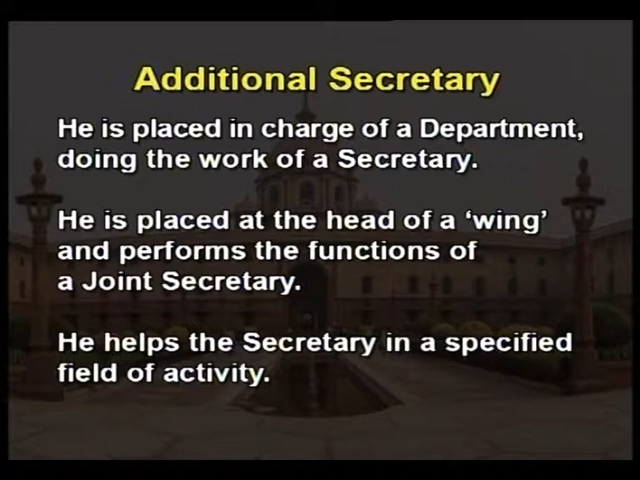 Additional Secretary
He is placed in charge of a Department,
doing the work of a Secretary.
He is placed at the head of a ‘wing’
and performs the functions of
a Joint Secretary.
He helps the Secretary in a specified
field of activity.